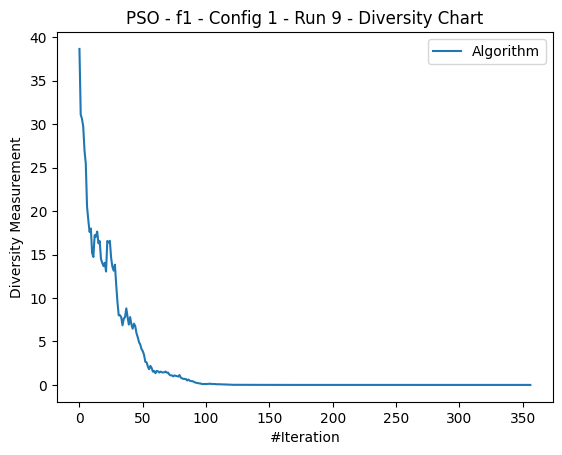 PSO - f1 - Config 1 - Run 9 - Diversity Chart
Algorithm
Diversity Measurement
40
35
30
25
20
15
10
5
0
0 50 100 150 200 250 300 350
#Iteration